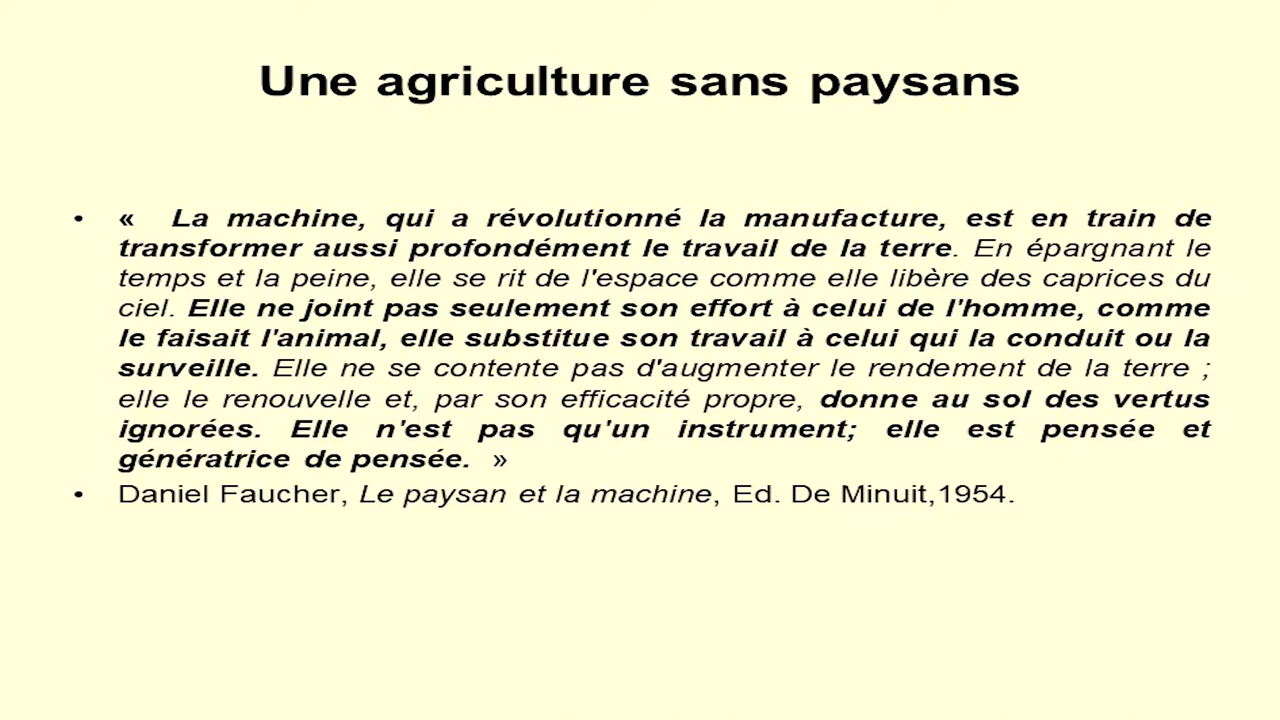 Une agriculture sans paysans
• « La machine, qui a révolutionné la manufacture, est en train de
transformer aussi profondément le travail de la terre. En épargnant le
temps et la peine, elle se rit de l'espace comme elle libère des caprices du
ciel. Elle ne joint pas seulement son effort à celui de l'homme, comme
le faisait l'animal, elle substitue son travail à celui qui la conduit ou la
surveille. Elle ne se contente pas d'augmenter le rendement de la terre ;
elle le renouvelle et, par son efficacité propre, donne au sol des vertus
ignorées. Elle n'est pas qu'un instrument; elle est pensée et
génératrice de pensée. »
• Daniel Faucher, Le paysan et la machine, Ed. De Minuit,1954.